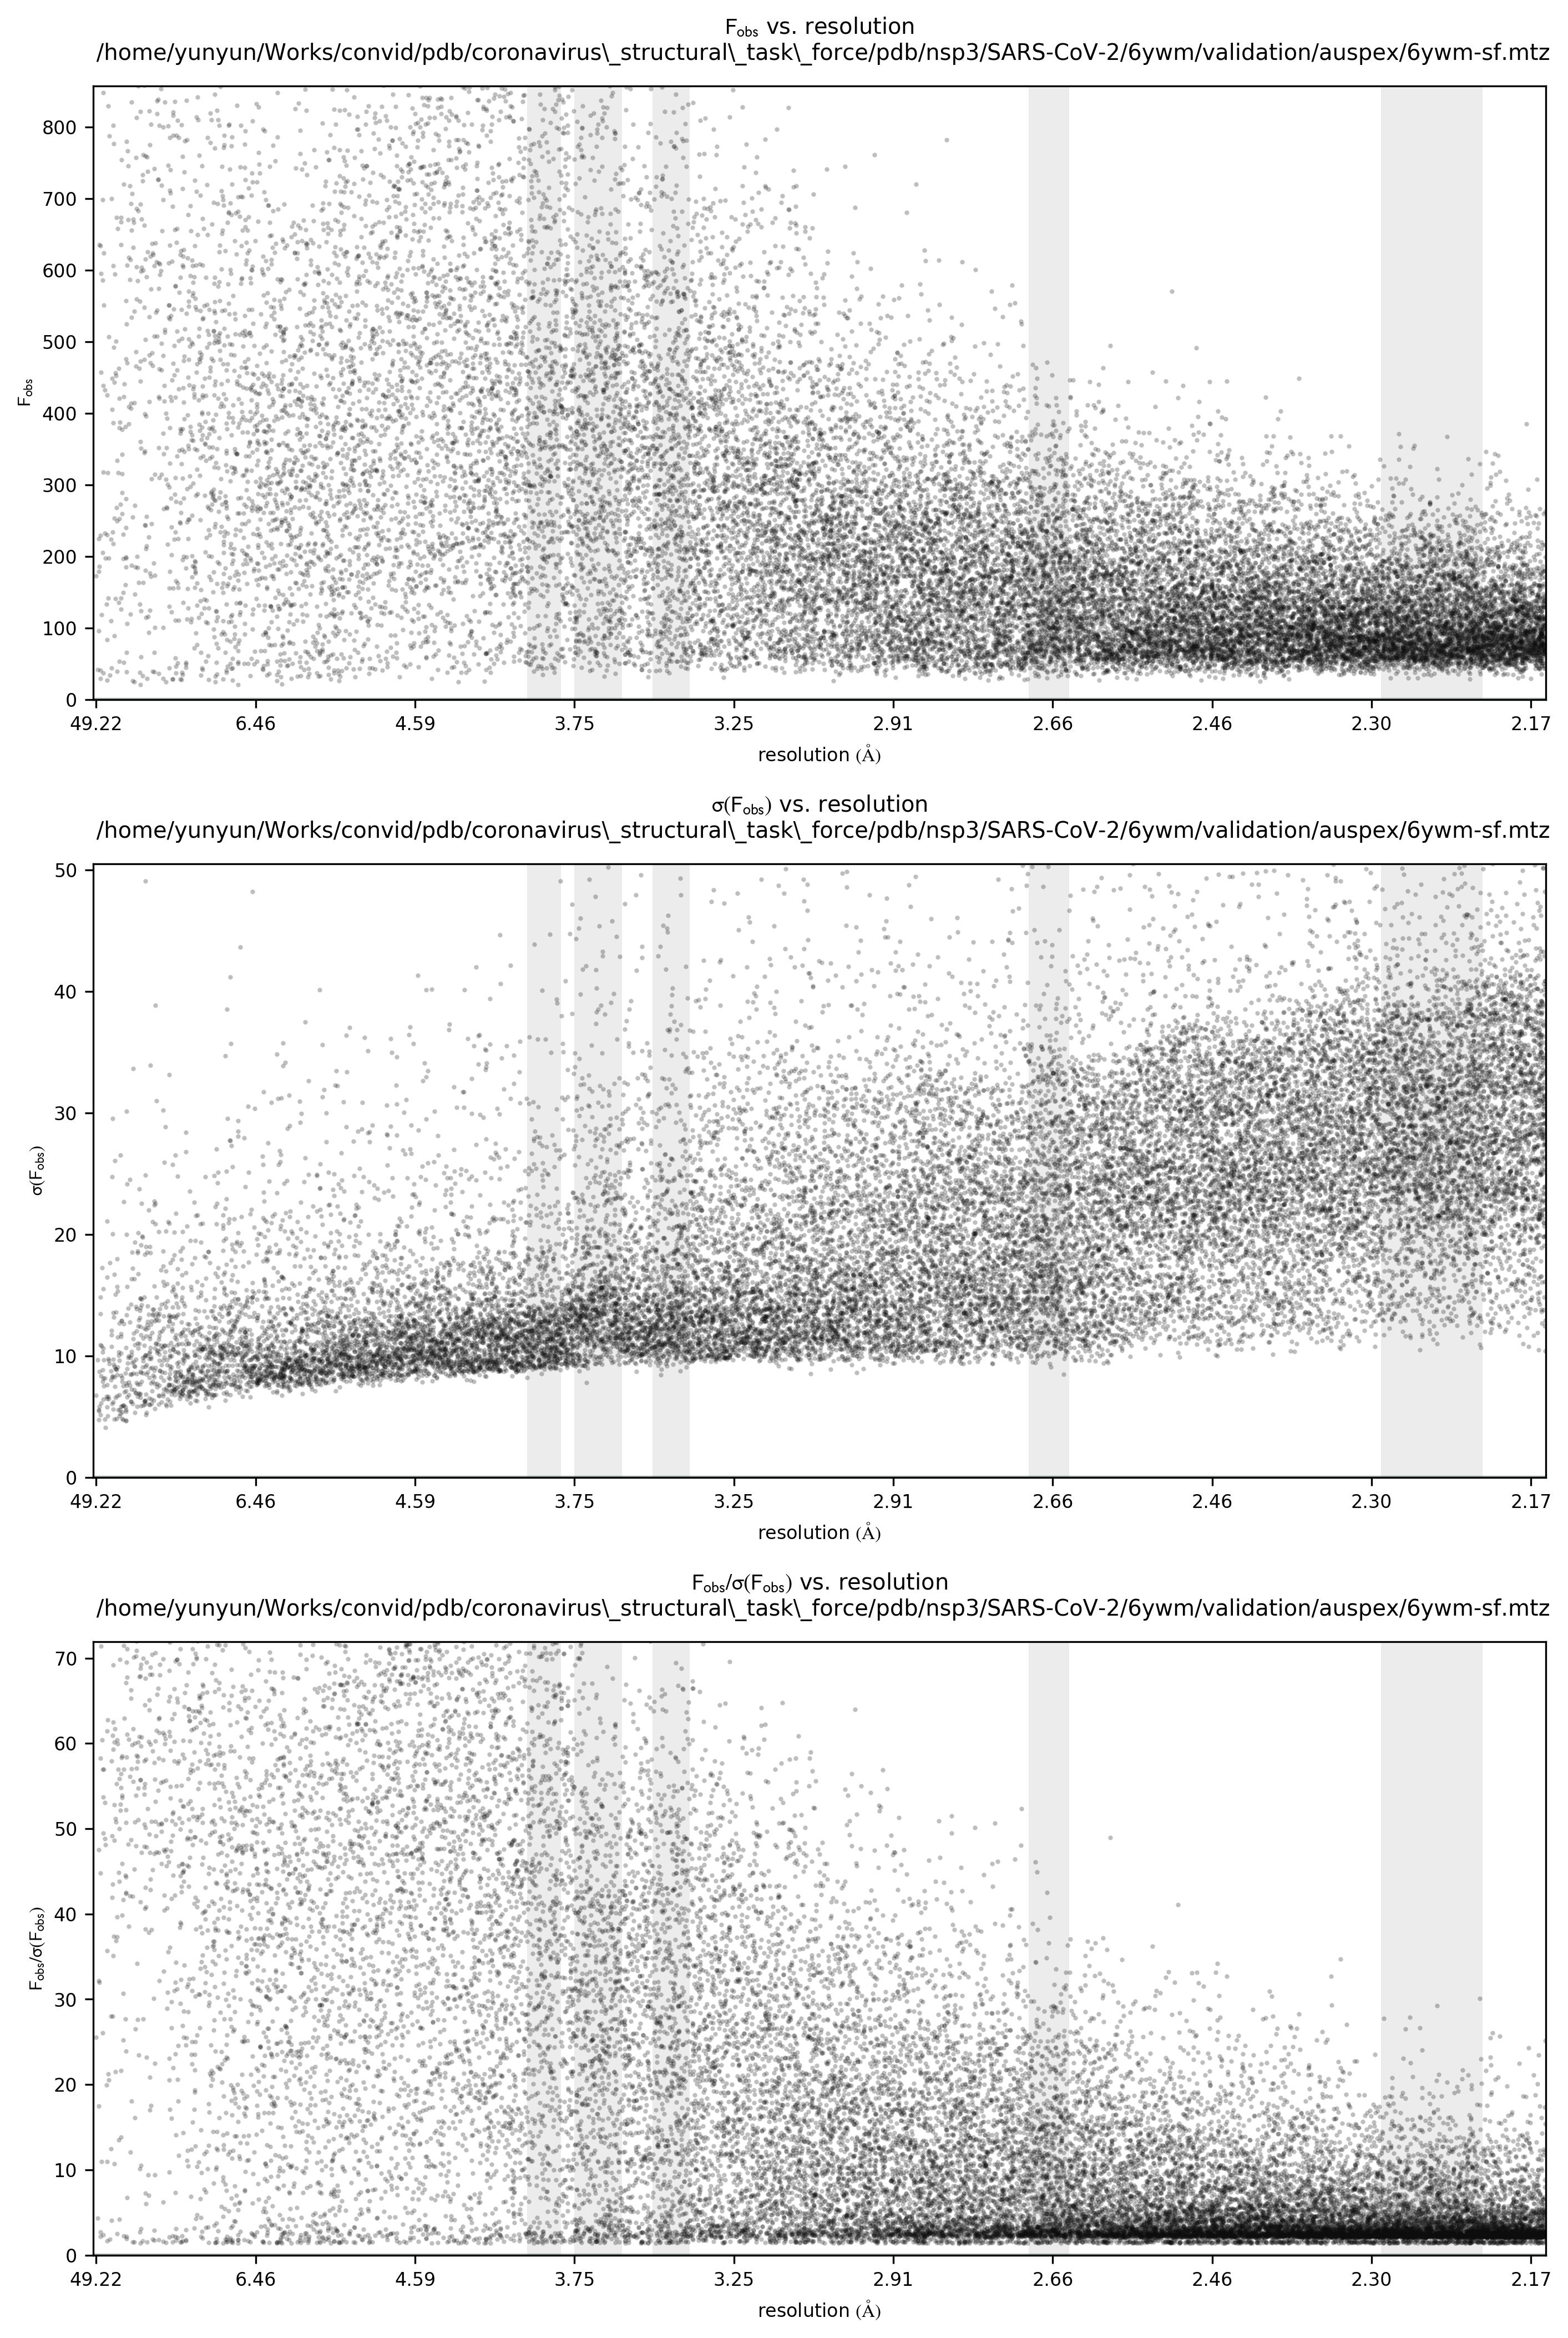 Fobs vs. resolution
/home/yunyun/Works/convid/pdb/coronavirus\_structural\_task\_force/pdb/nsp3/SARS-CoV-2/6ywm/validation/auspex/6ywm-sf.mtz
800
700
600
500
400
300
200
100
0
Fobs
49.22 6.46 4.59 3.75 3.25 2.91 2.66 2.46 2.30 2.17
resolution (Å)
σ(Fobs) vs. resolution
/home/yunyun/Works/convid/pdb/coronavirus\_structural\_task\_force/pdb/nsp3/SARS-CoV-2/6ywm/validation/auspex/6ywm-sf.mtz
50
40
30
20
10
0
σ(Fobs)
49.22 6.46 4.59 3.75 3.25 2.91 2.66 2.46 2.30 2.17
resolution (Å)
Fobs/σ(Fobs) vs. resolution
/home/yunyun/Works/convid/pdb/coronavirus\_structural\_task\_force/pdb/nsp3/SARS-CoV-2/6ywm/validation/auspex/6ywm-sf.mtz
70
60
50
40
30
20
10
0
Fobs/σ(Fobs)
49.22 6.46 4.59 3.75 3.25 2.91 2.66 2.46 2.30 2.17
resolution (Å)